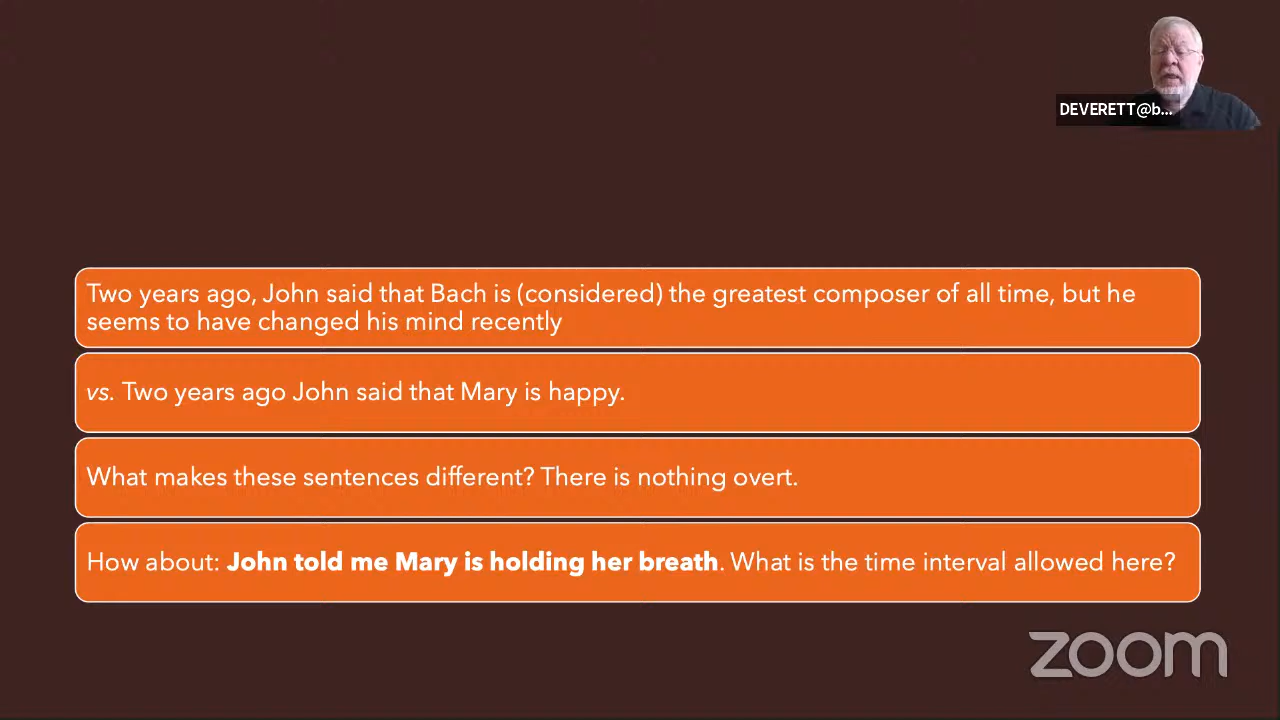 DEVERETT@b...
Two years ago, John said that Bach is (considered) the greatest composer of all time, but he
seems to have changed his mind recently
vs. Two years ago John said that Mary is happy.
What makes these sentences different? There is nothing overt.
How about: John told me Mary is holding her breath. What is the time interval allowed here?
zoom